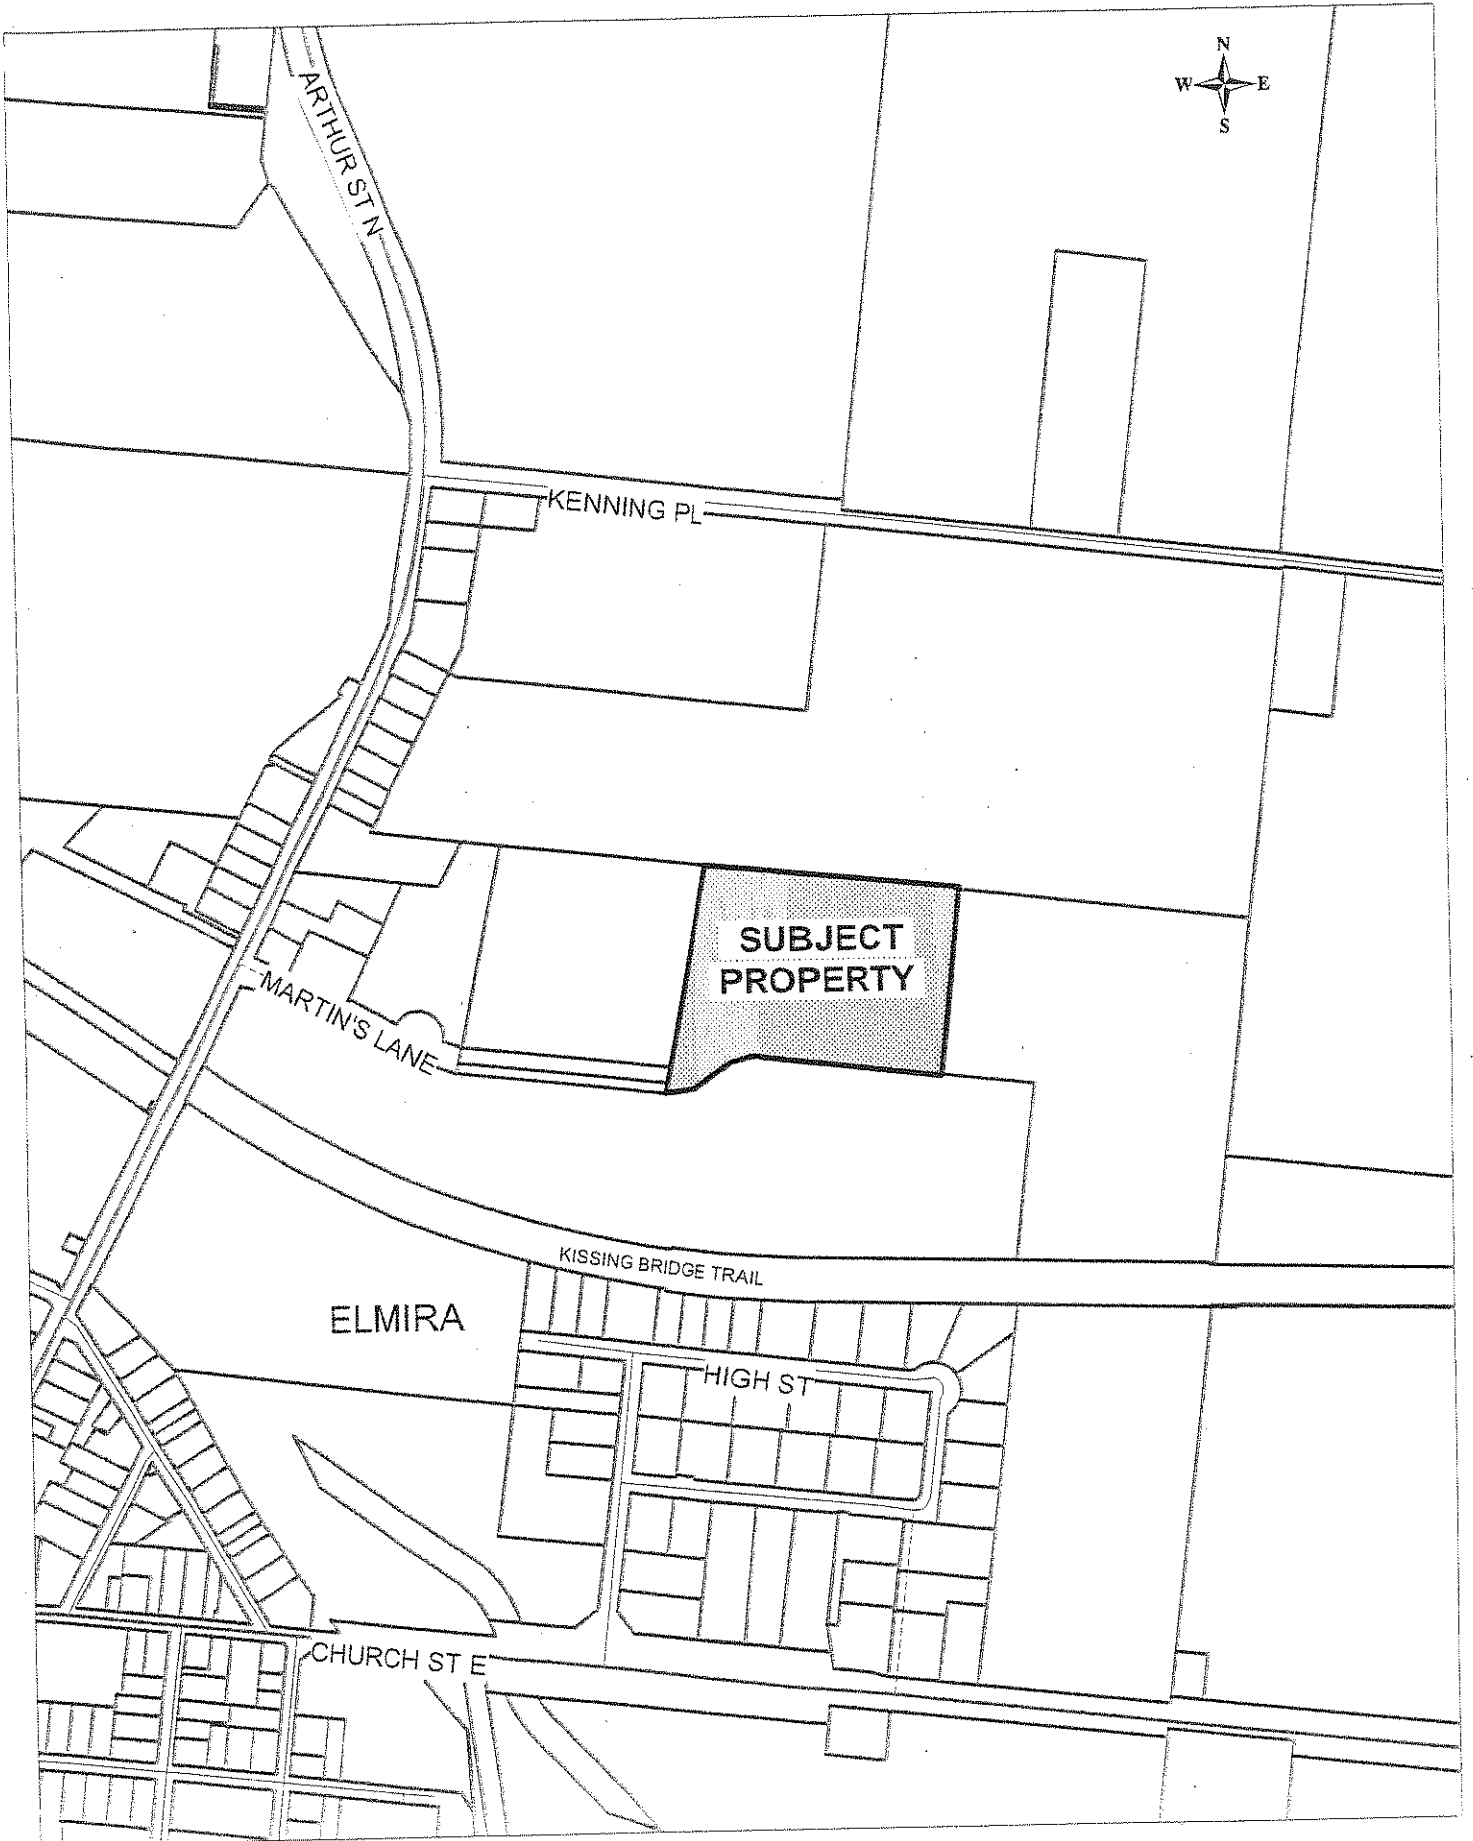 N
W E
S
ARTHUR ST N
KENNING PL
SUBJECT
PROPERTY
MARTIN'S LANE
KISSING BRIDGE TRAIL
ELMIRA
HIGH ST
CHURCH ST E